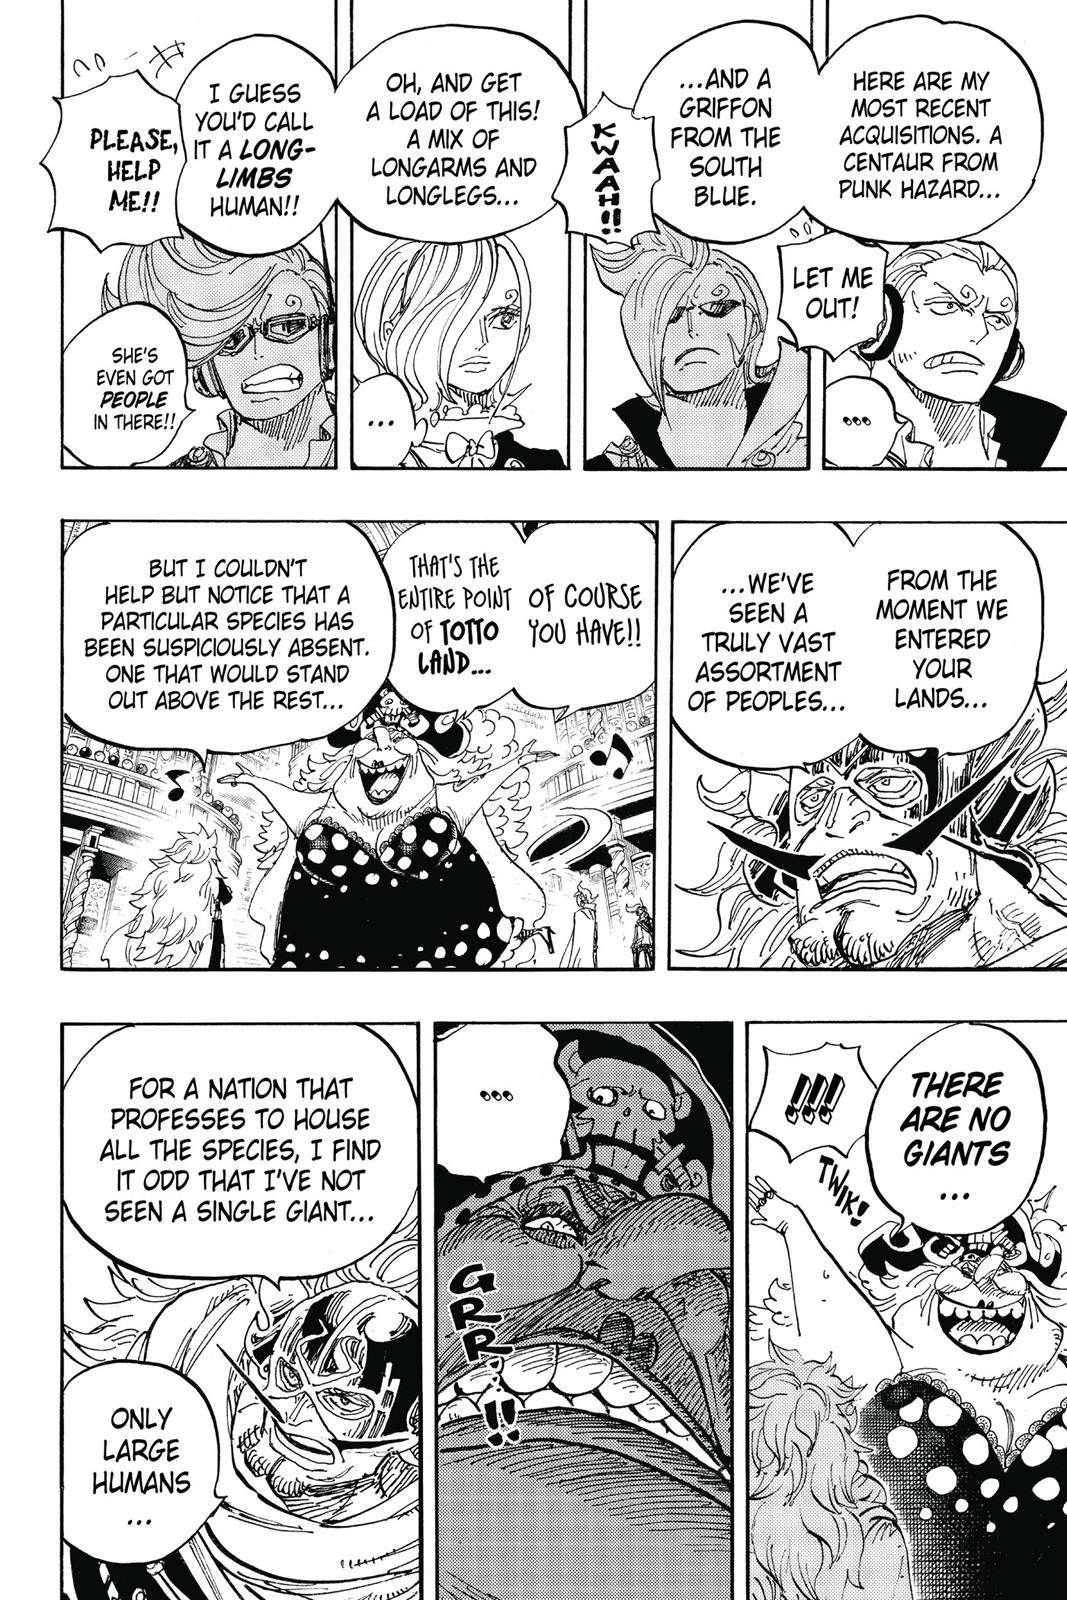 HERE ARE MY
MOST RECENT
ACQUISITIONS. A
CENTAUR FROM
PUNK HAZARD...
LET ME
OUT!
...
...AND A
GRIFFON
FROM THE
SOUTH
BLUE.
KWAAH!!
OH, AND GET
A LOAD OF THIS!
A MIX OF
LONGARMS AND
LONGLEGS...
...
I GUESS
YOU'D CALL
IT A LONG-
LIMBS
HUMAN!!
PLEASE,
HELP
ME!!
SHE'S
EVEN GOT
PEOPLE
IN THERE!!
FROM THE
MOMENT WE
ENTERED
YOUR
LANDS...
...WE'VE
SEEN A
TRULY VAST
ASSORTMENT
OF PEOPLES...
OF COURSE
YOU HAVE!!
THAT'S THE
ENTIRE POINT
OF TOTTO
LAND...
BUT I COULDN'T
HELP BUT NOTICE THAT A
PARTICULAR SPECIES HAS
BEEN SUSPICIOUSLY ABSENT.
ONE THAT WOULD STAND
OUT ABOVE THE REST...
THERE
ARE NO
GIANTS
...
!!!!
TWIK!
...
GRR..!!
FOR A NATION THAT
PROFESSES TO HOUSE
ALL THE SPECIES, I FIND
IT ODD THAT I'VE NOT
SEEN A SINGLE GIANT...
ONLY
LARGE
HUMANS
...